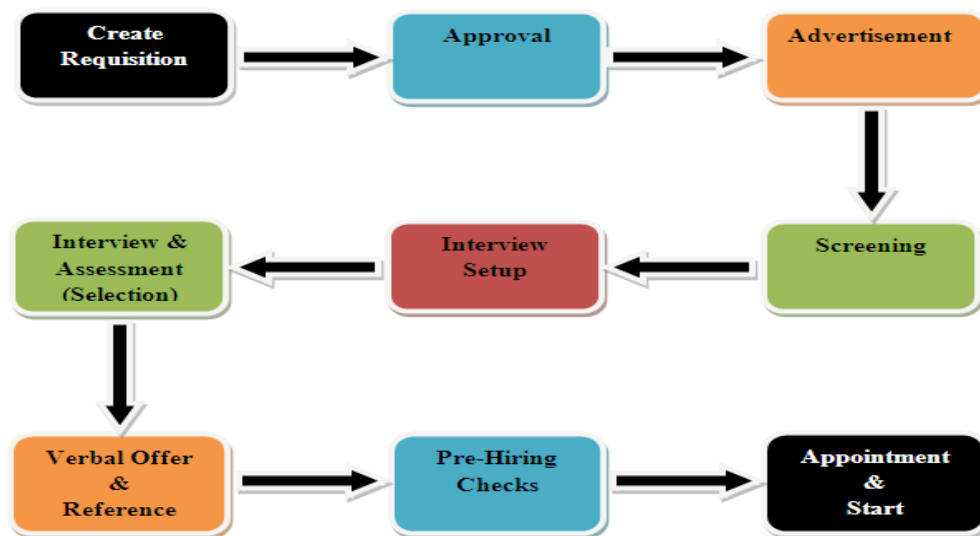 Create
Requisition
Approval
Advertisement
Screening
Interview
Setup
Interview &
Assessment
(Selection)
Verbal Offer
&
Reference
Pre-Hiring
Checks
Appointment
&
Start